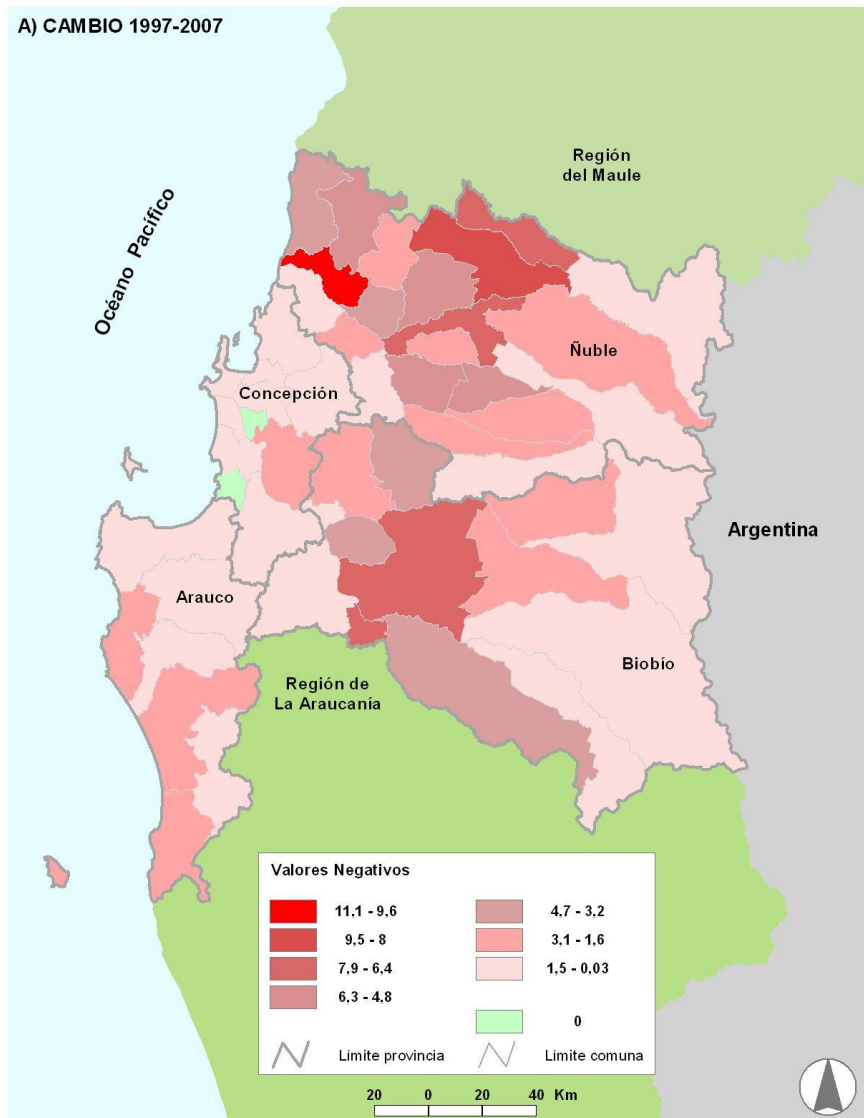 A) CAMBIO 1997-2007
Región
del Maule
Océano Pacífico
Ñuble
Concepción
Argentina
Arauco
Biobío
Región de
La Araucanía
Valores Negativos
11,1 - 9,6
4,7 - 3,2
9,5 - 8
3,1 - 1,6
7,9 - 6,4
1,5 - 0,03
6,3 - 4,8
0
Límite provincia
Límite comuna
20 0 20 40 Km